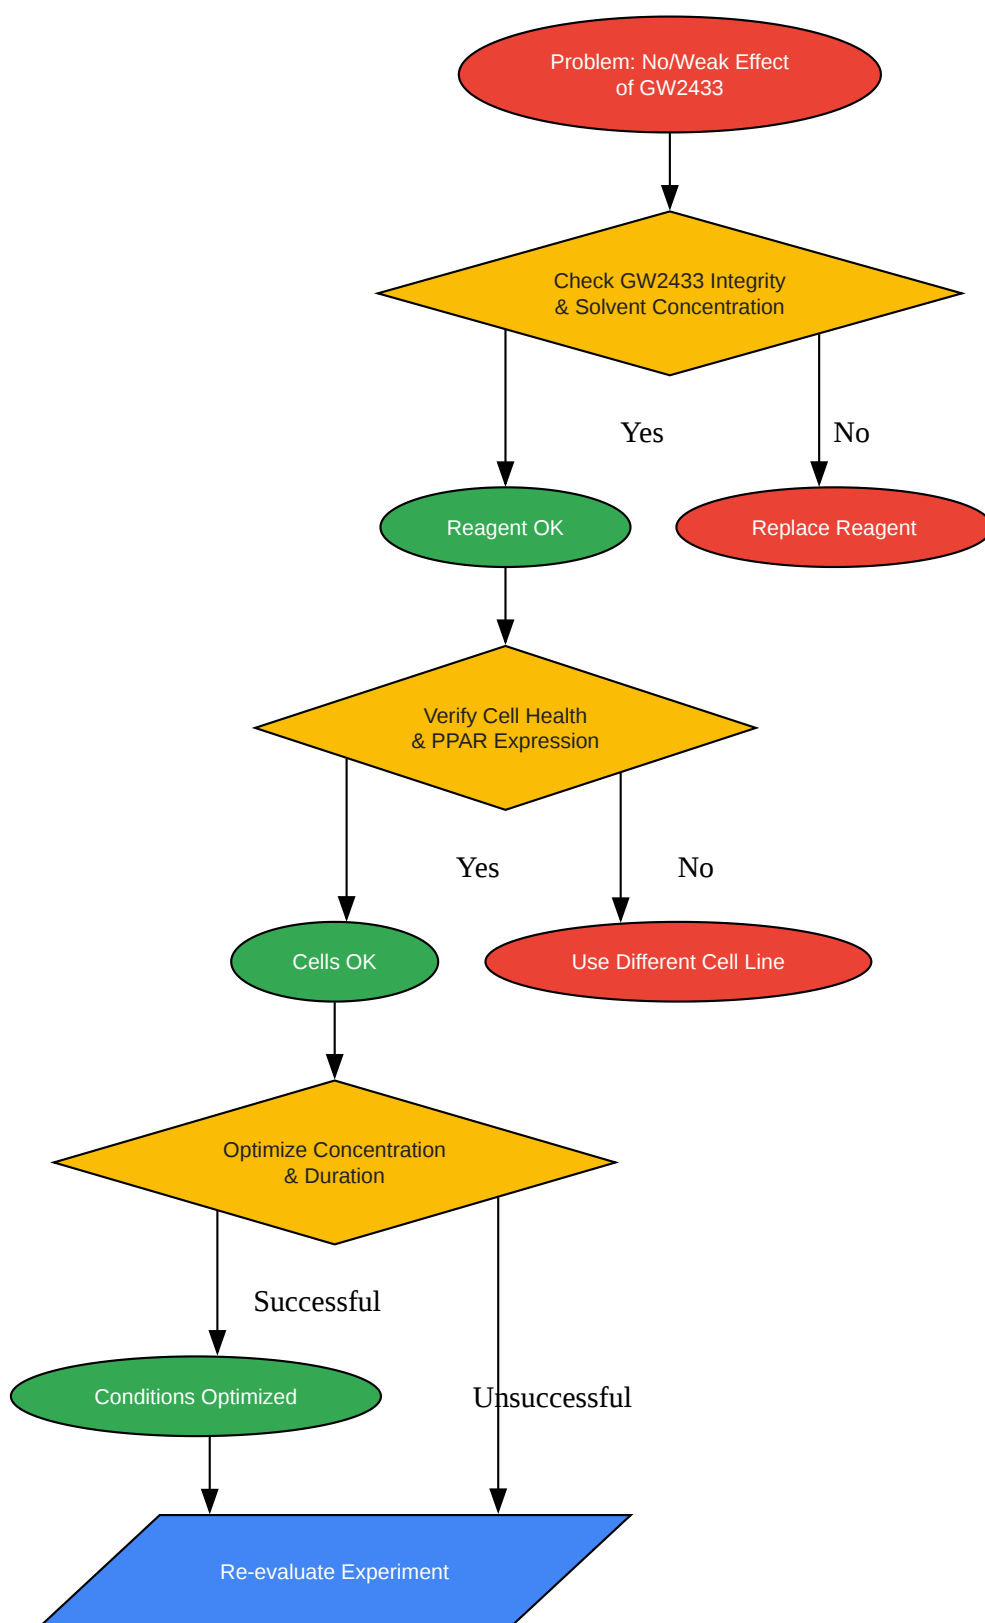 Problem: No/Weak Effect
of GW2433
Check GW2433 Integrity
& Solvent Concentration
Yes
No
Reagent OK
Replace Reagent
Verify Cell Health
& PPAR Expression
Yes
No
Cells OK
Use Different Cell Line
Optimize Concentration
& Duration
Successful
Conditions Optimized
Unsuccessful
Re-evaluate Experiment